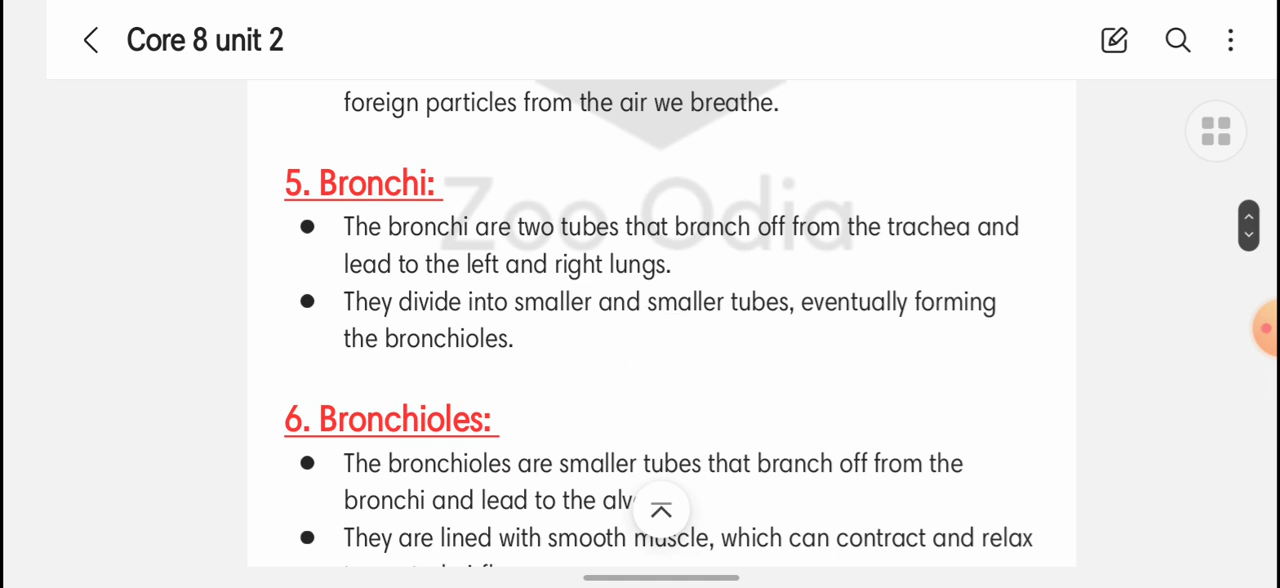 Core 8 unit 2
foreign particles from the air we breathe.
Zoo Odia
5. Bronchi:
● The bronchi are two tubes that branch off from the trachea and
lead to the left and right lungs.
● They divide into smaller and smaller tubes, eventually forming
the bronchioles.
6. Bronchioles:
● The bronchioles are smaller tubes that branch off from the
bronchi and lead to the
● They are lined with smooth muscle, which can contract and relax